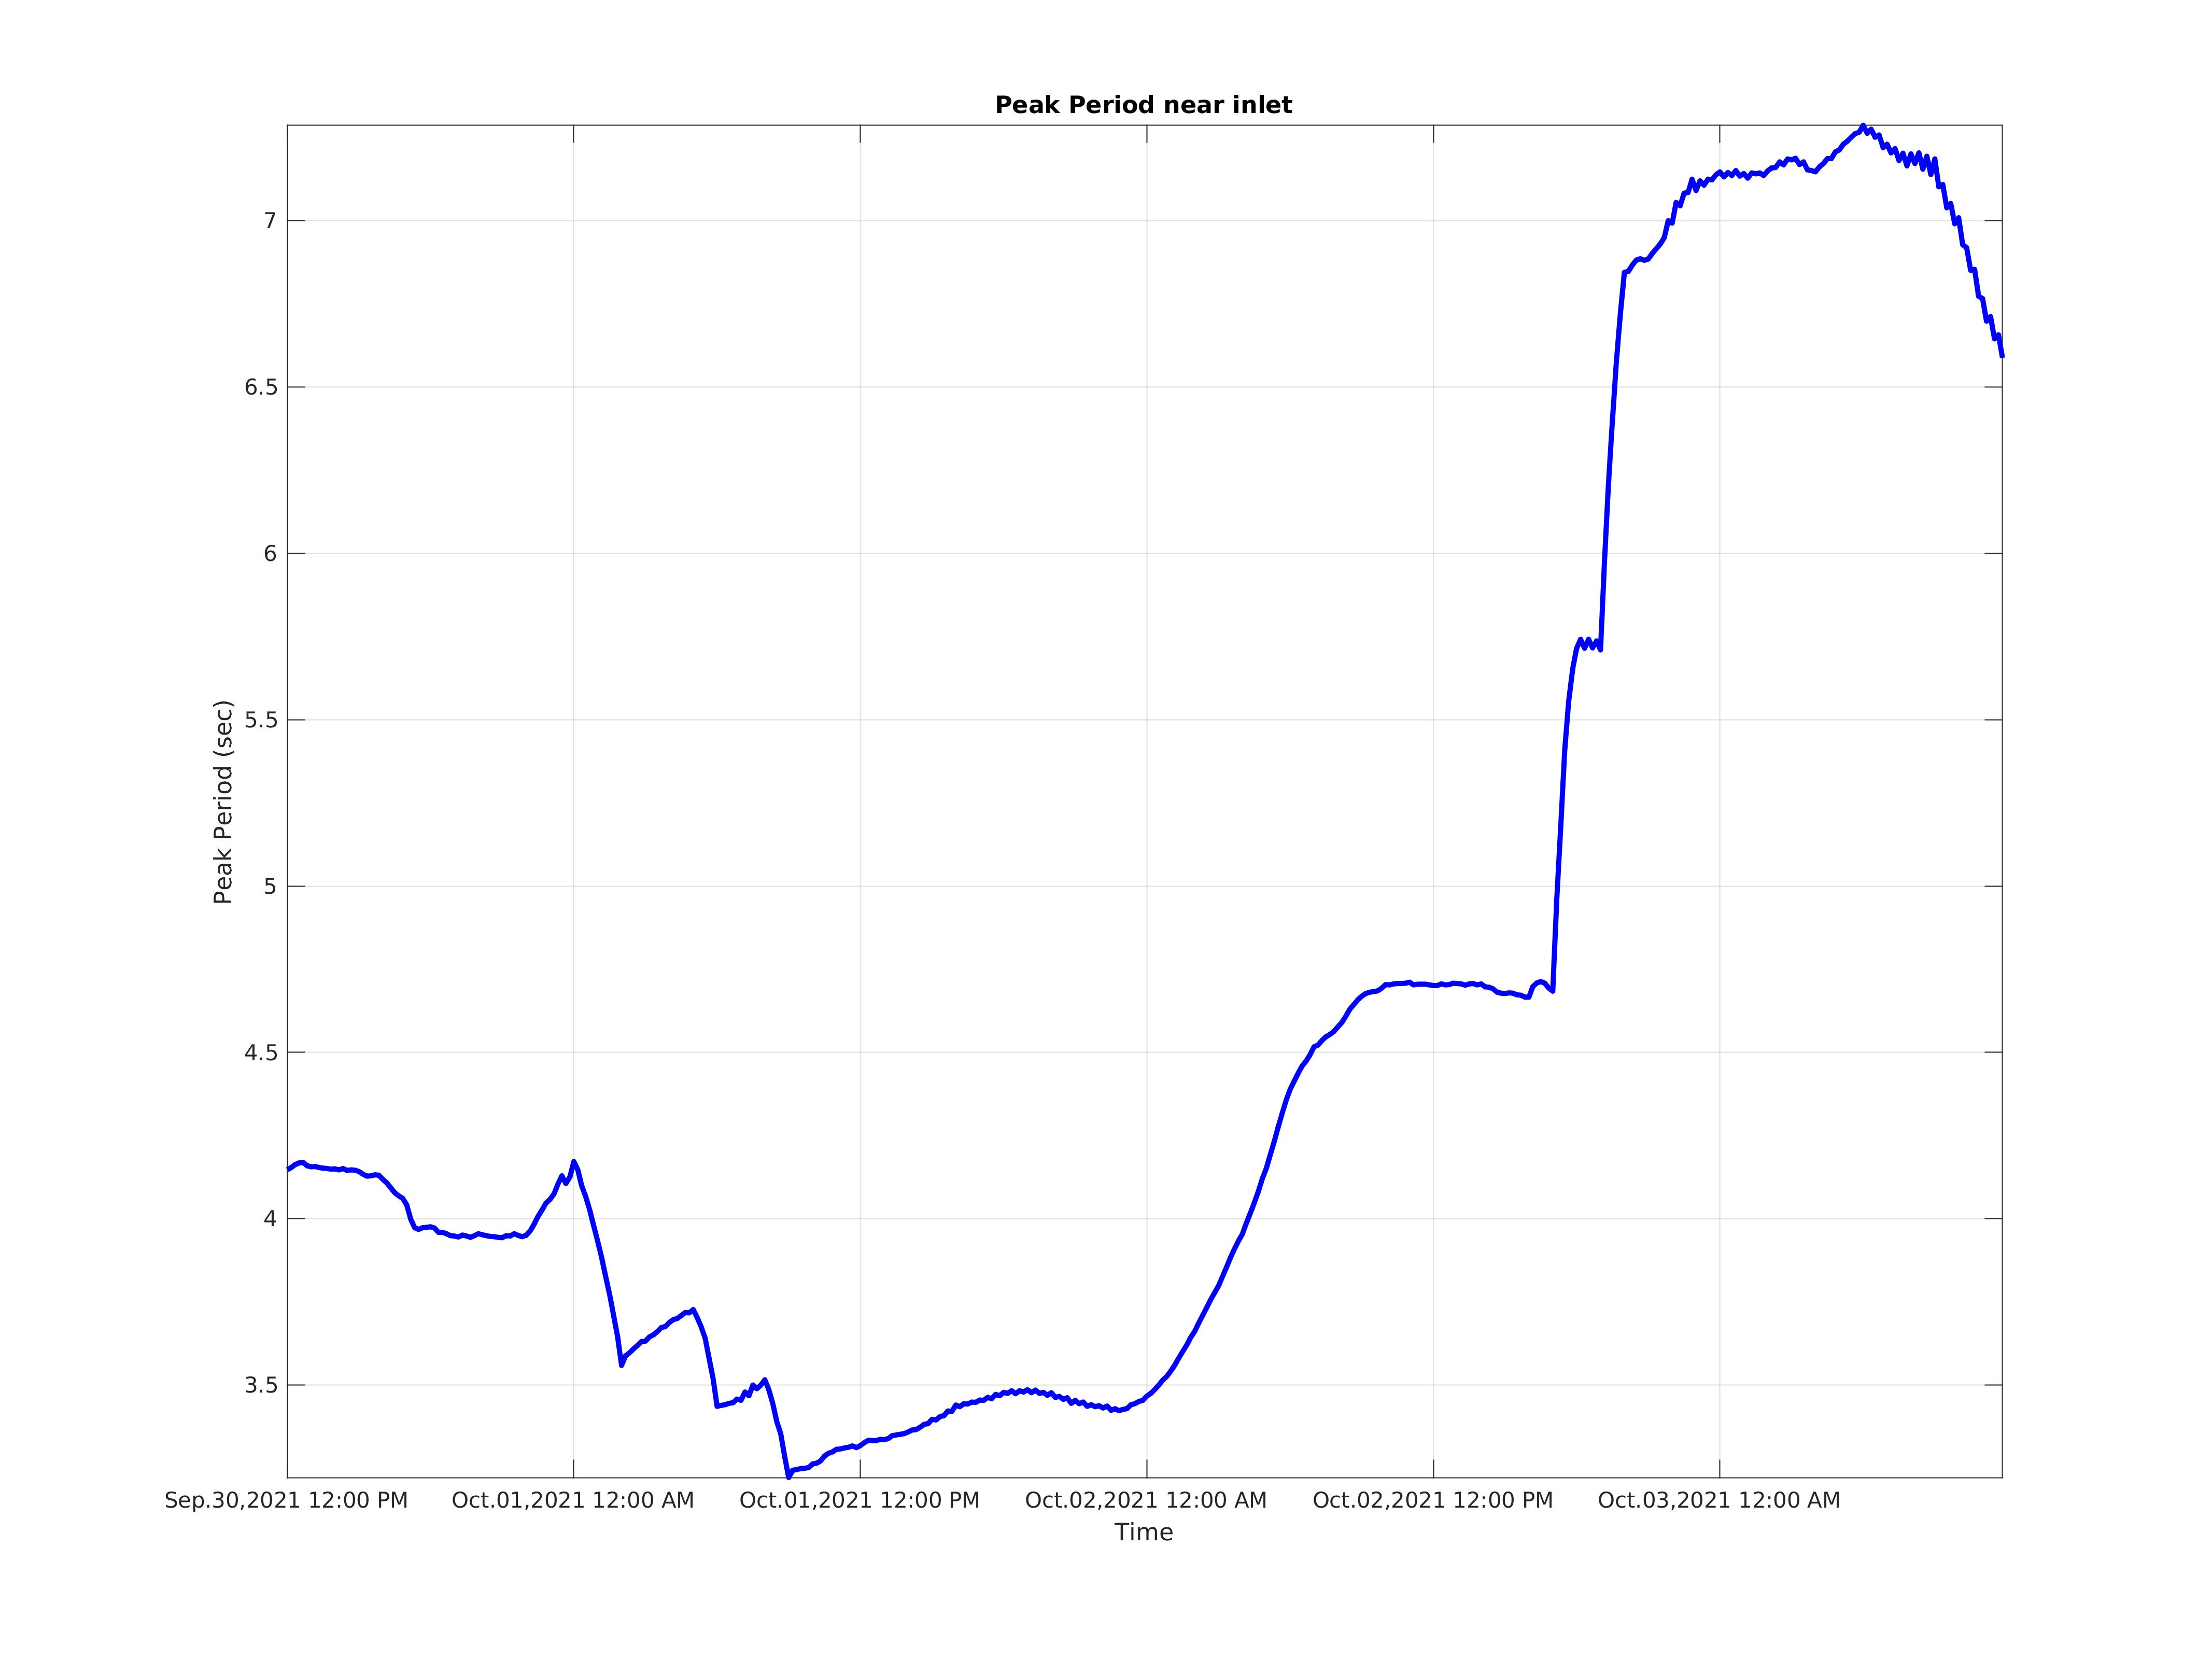 Peak Period near inlet
7
6.5
6
5.5
5
4.5
4
3.5
Peak Period (sec)
Sep.30,2021 12:00 PM
Oct.01,2021 12:00 AM
Oct.01,2021 12:00 PM
Oct.02,2021 12:00 AM
Oct.02,2021 12:00 PM
Oct.03,2021 12:00 AM
Time